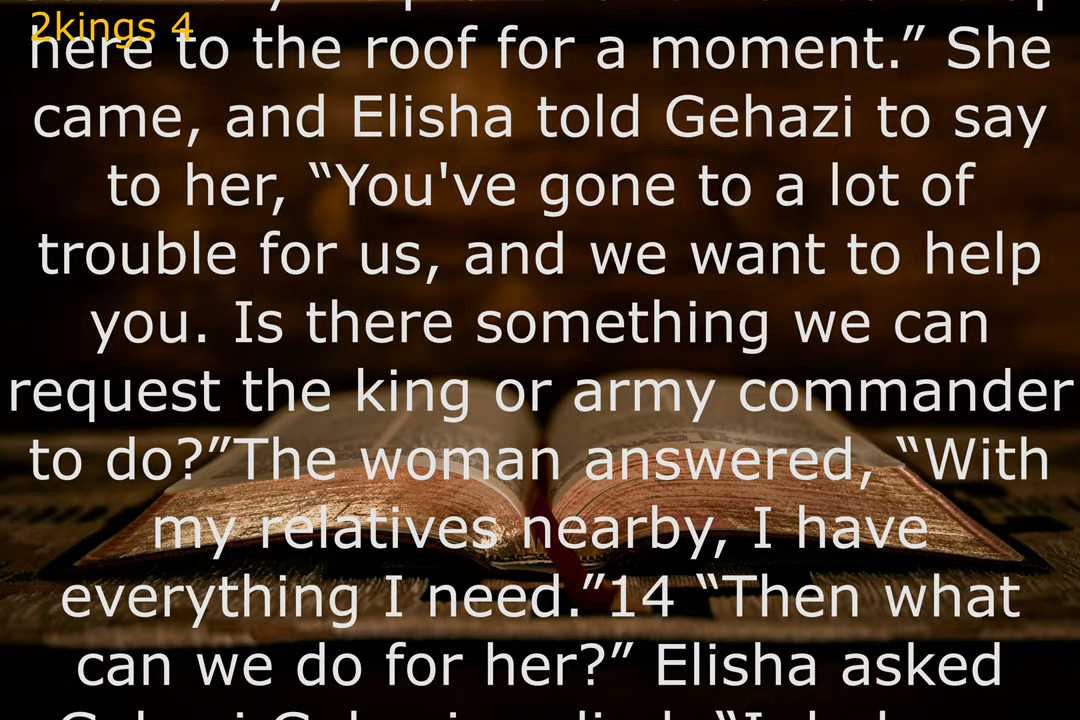 2kings 4
here to the roof for a moment.” She
came, and Elisha told Gehazi to say
to her, “You've gone to a lot of
trouble for us, and we want to help
you. Is there something we can
request the king or army commander
to do?”The woman answered, “With
my relatives nearby, I have
everything I need.”14 “Then what
can we do for her?” Elisha asked